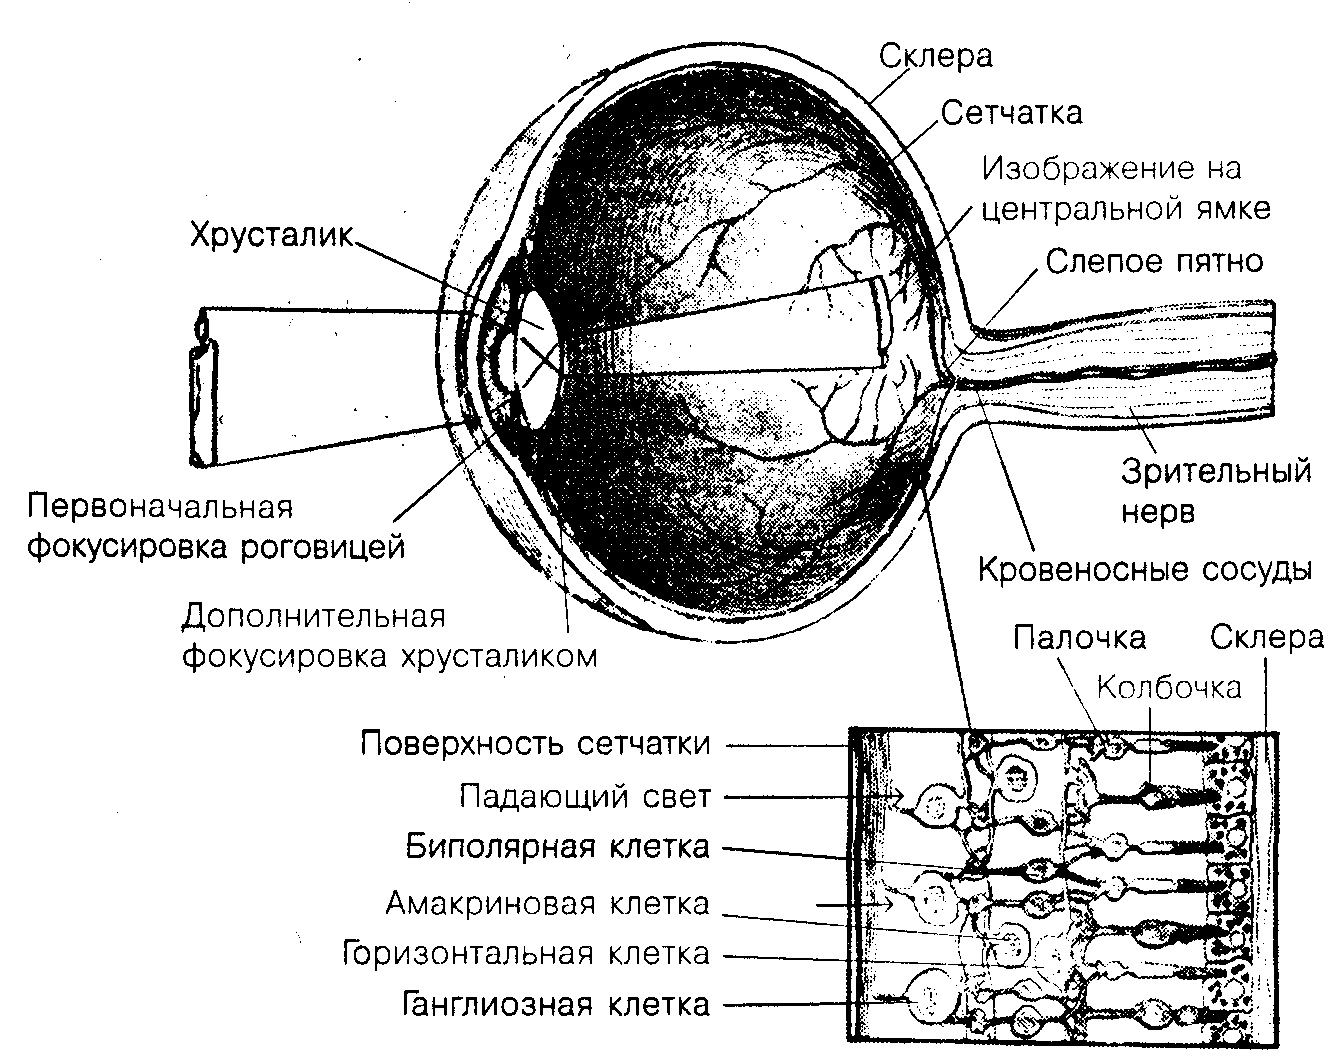 Склера
Сетчатка
Изображение на
центральной ямке
Хрусталик
Слепое пятно
Зрительный
нерв
Первоначальная
фокусировка роговицей
Кровеносные сосуды
Дополнительная
фокусировка хрусталиком
Палочка
Склера
Колбочка
Поверхность сетчатки
Падающий свет
Биполярная клетка
Амакриновая клетка
Горизонтальная клетка
Ганглиозная клетка